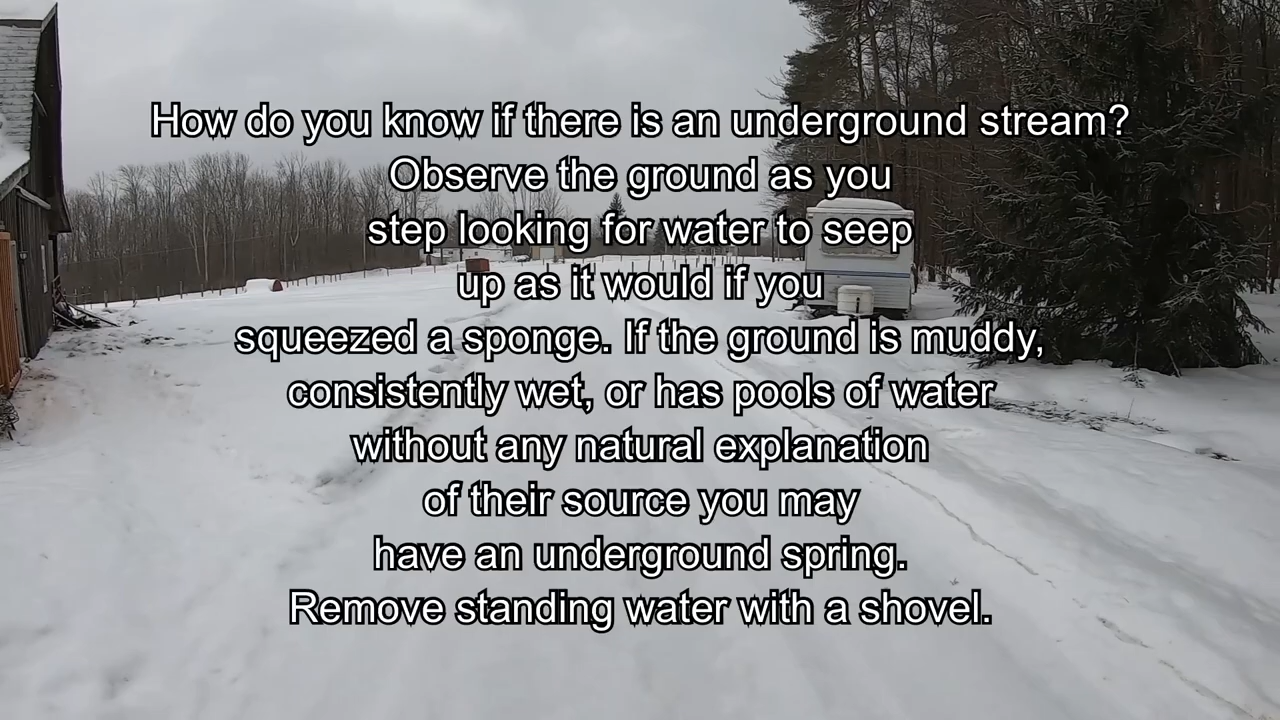 How do you know if there is an underground stream?
Observe the ground as you
step looking for water to seep
up as it would if you
squeezed a sponge. If the ground is muddy,
consistently wet, or has pools of water
without any natural explanation
of their source you may
have an underground spring.
Remove standing water with a shovel.